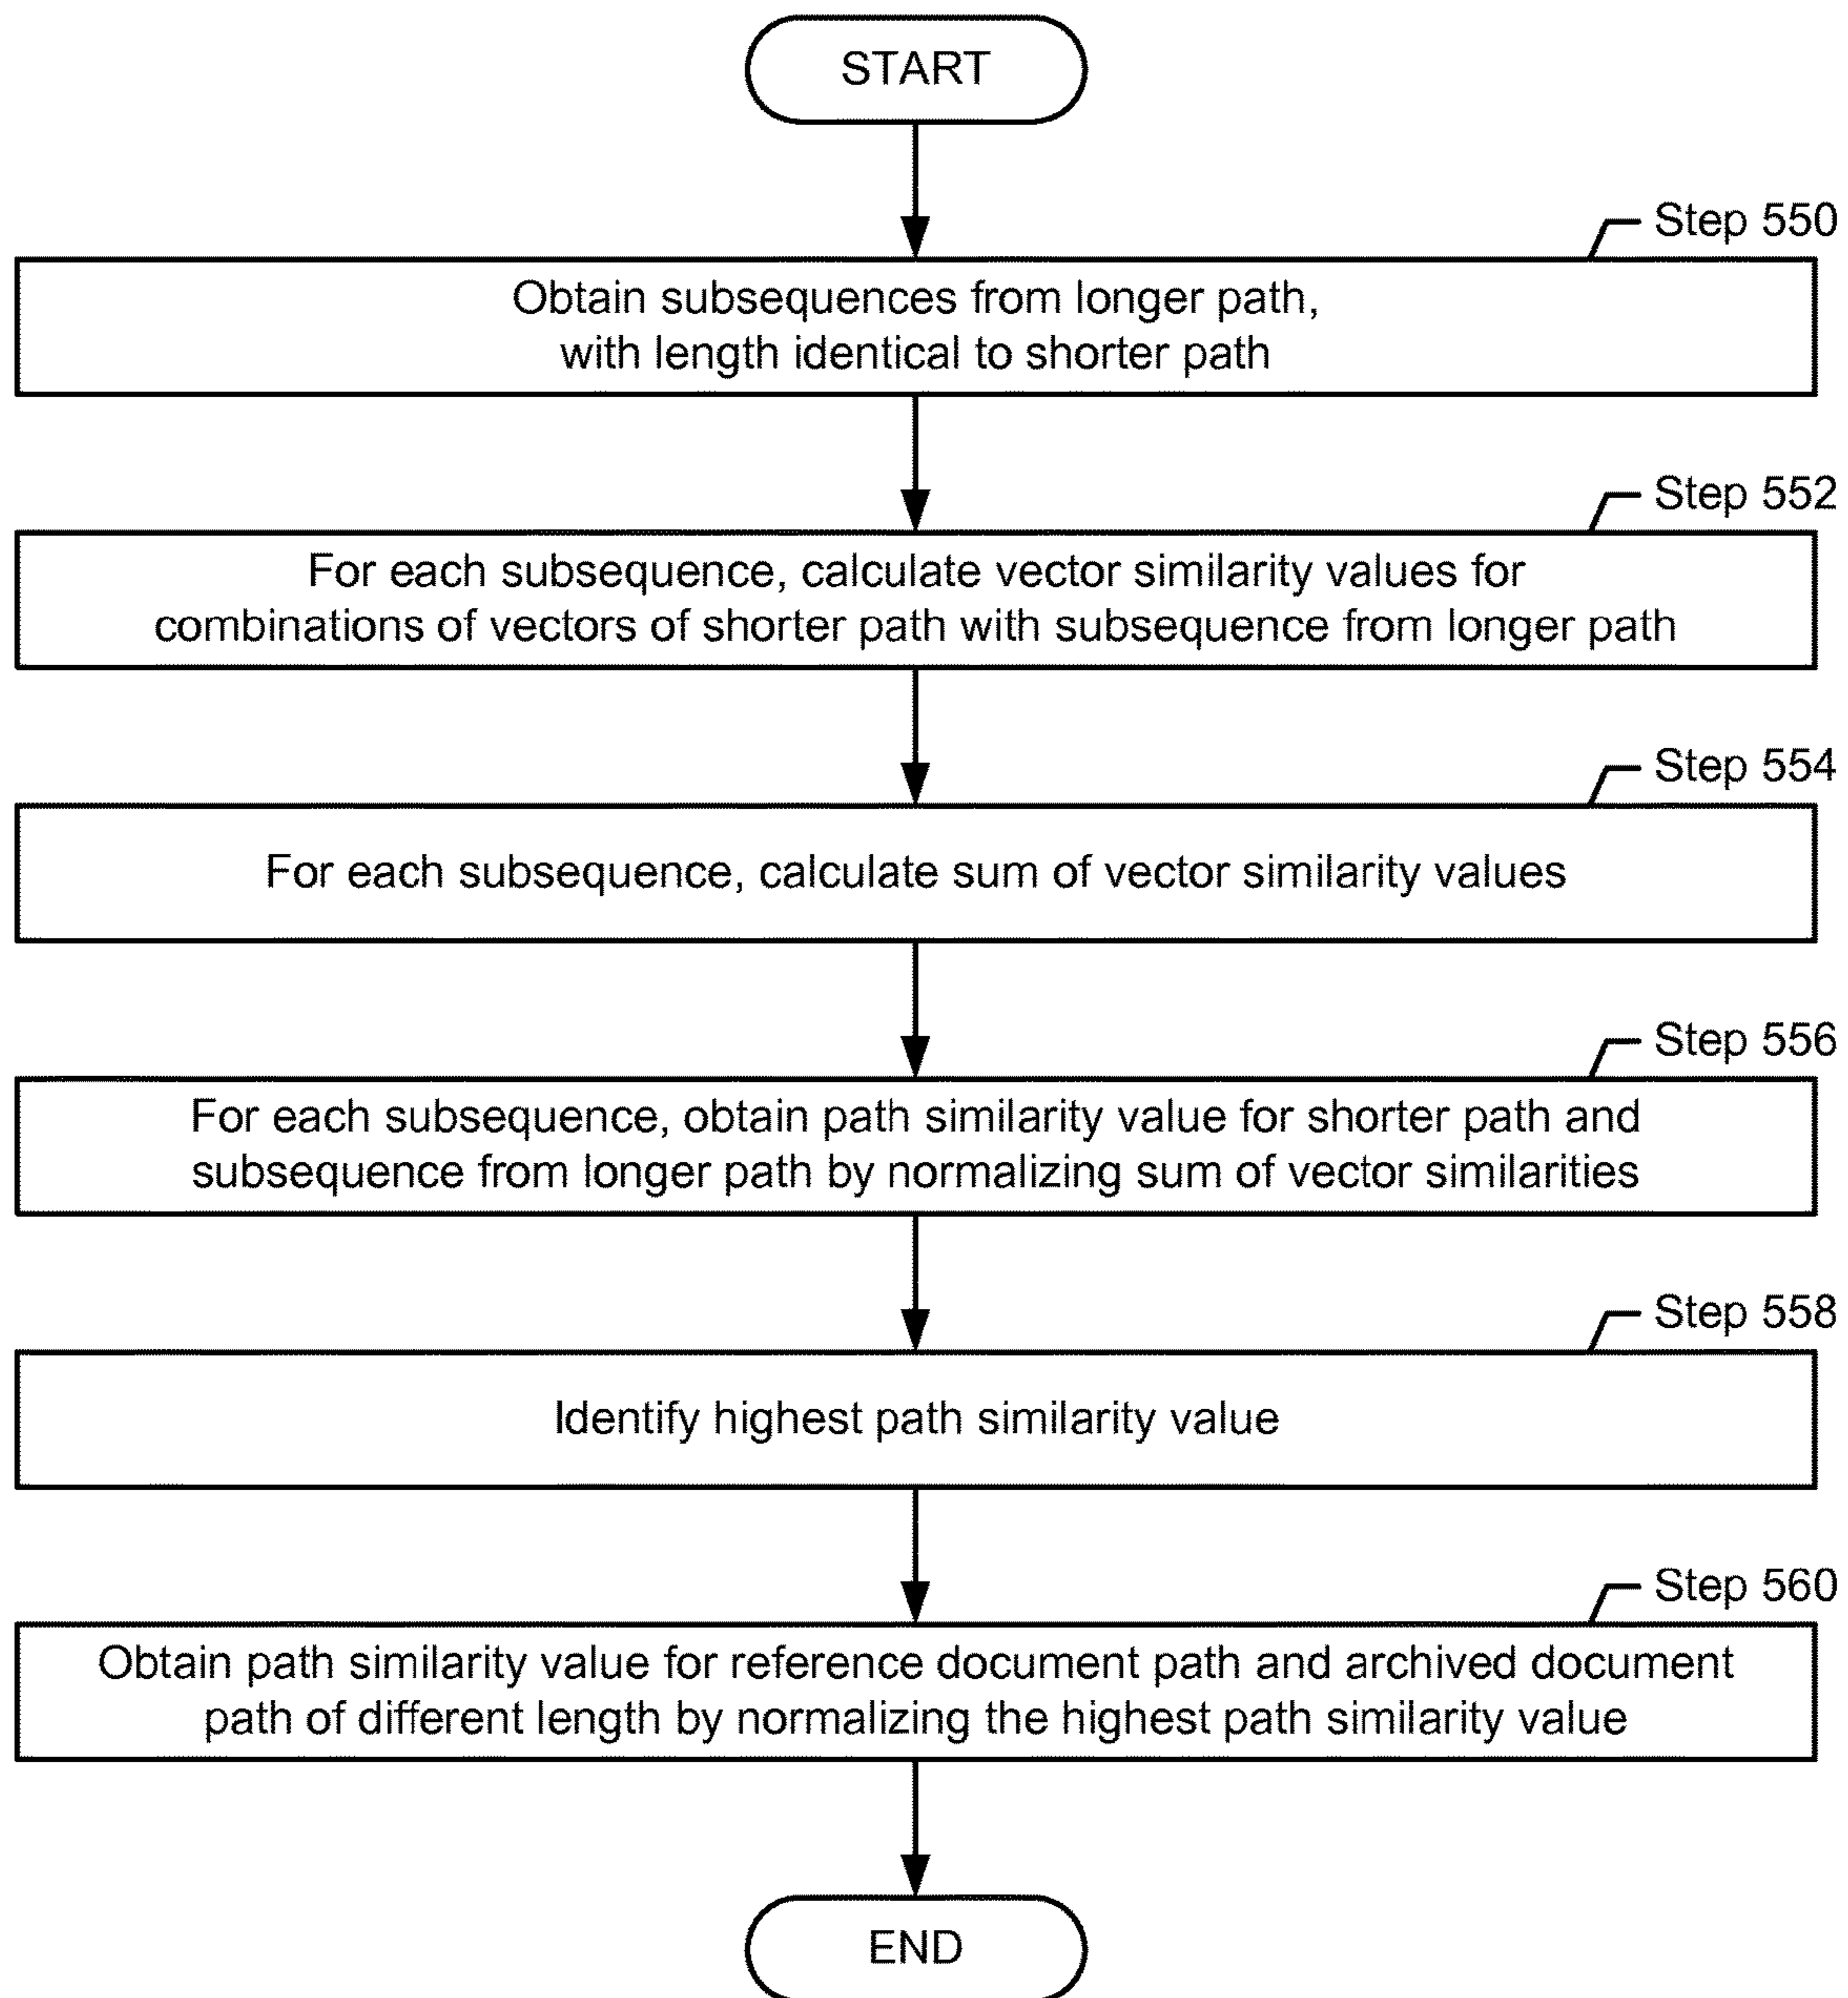 START
Step 550
Obtain subsequences from longer path,
with length identical to shorter path
Step 552
For each subsequence, calculate vector similarity values for
combinations of vectors of shorter path with subsequence from longer path
Step 554
For each subsequence, calculate sum of vector similarity values
Step 556
For each subsequence, obtain path similarity value for shorter path and
subsequence from longer path by normalizing sum of vector similarities
Step 558
Identify highest path similarity value
Step 560
Obtain path similarity value for reference document path and archived document
path of different length by normalizing the highest path similarity value
END